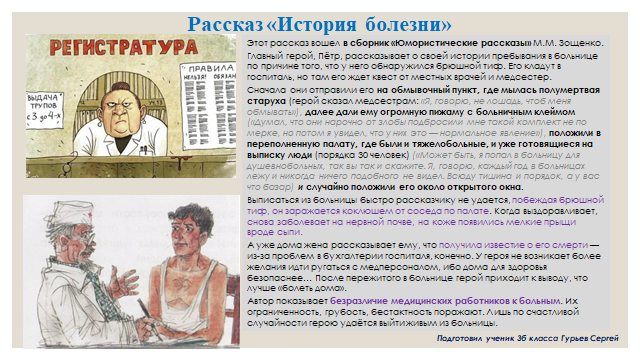 Рассказ «История болезни»
РЕГИСТРАТУРА
ПРАВИЛА
НЕЛЬЗЯ! ОБЯЗАН
ВЫДАЧА
ТРУПОВ
с 3 до 4-х
Этот рассказ вошел в сборник «Юмористические рассказы» М.М. Зощенко.
Главный герой, Пётр, рассказывает о своей истории пребывания в больнице
по причине того, что у него обнаружился брюшной тиф. Его кладут в
госпиталь, но там его ждет квест от местных врачей и медсестер.
Сначала они отправили его на обмывочный пункт, где мылась полумертвая
старуха (герой сказал медсестрам: «Я, говорю, не лошадь, чтоб меня
обмывать»), далее дали ему огромную пижаму с больничным клеймом
(«Думал, что они нарочно от злобы подбросили мне такой комплект не по
мерке, но потом я увидел, что у них это — нормальное явление»), положили в
переполненную палату, где были и тяжелобольные, и уже готовящиеся на
выписку люди (порядка 30 человек) («Может быть, я попал в больницу для
душевнобольных, так вы так и скажите. Я, говорю, каждый год в больницах
лежу и никогда ничего подобного не видел. Всюду тишина и порядок, а у вас
что базар) и случайно положили его около открытого окна.
Выписаться из больницы быстро рассказчику не удается, победая брюшной
тиф, он заражается коклюшем от соседа по палате. Когда выздоравливает,
снова заболевает на нервной почве, на коже появились мелкие прыщи
вроде сыпи.
А уже дома жена рассказывает ему, что получила известие о его смерти —
из-за проблем в бухгалтерии госпиталя, конечно. У героя не возникает более
желания идти ругаться с медперсоналом, ибо дома для здоровья
безопаснее… После пережитого в больнице герой приходит к выводу, что
лучше «болеть дома».
Автор показывает безразличие медицинских работников к больным. Их
ограниченность, грубость, бестактность поражают. Лишь по счастливой
случайности герою удаётся выйти живым из больницы.
Подготовил ученик 3б класса Гурьев Сергей